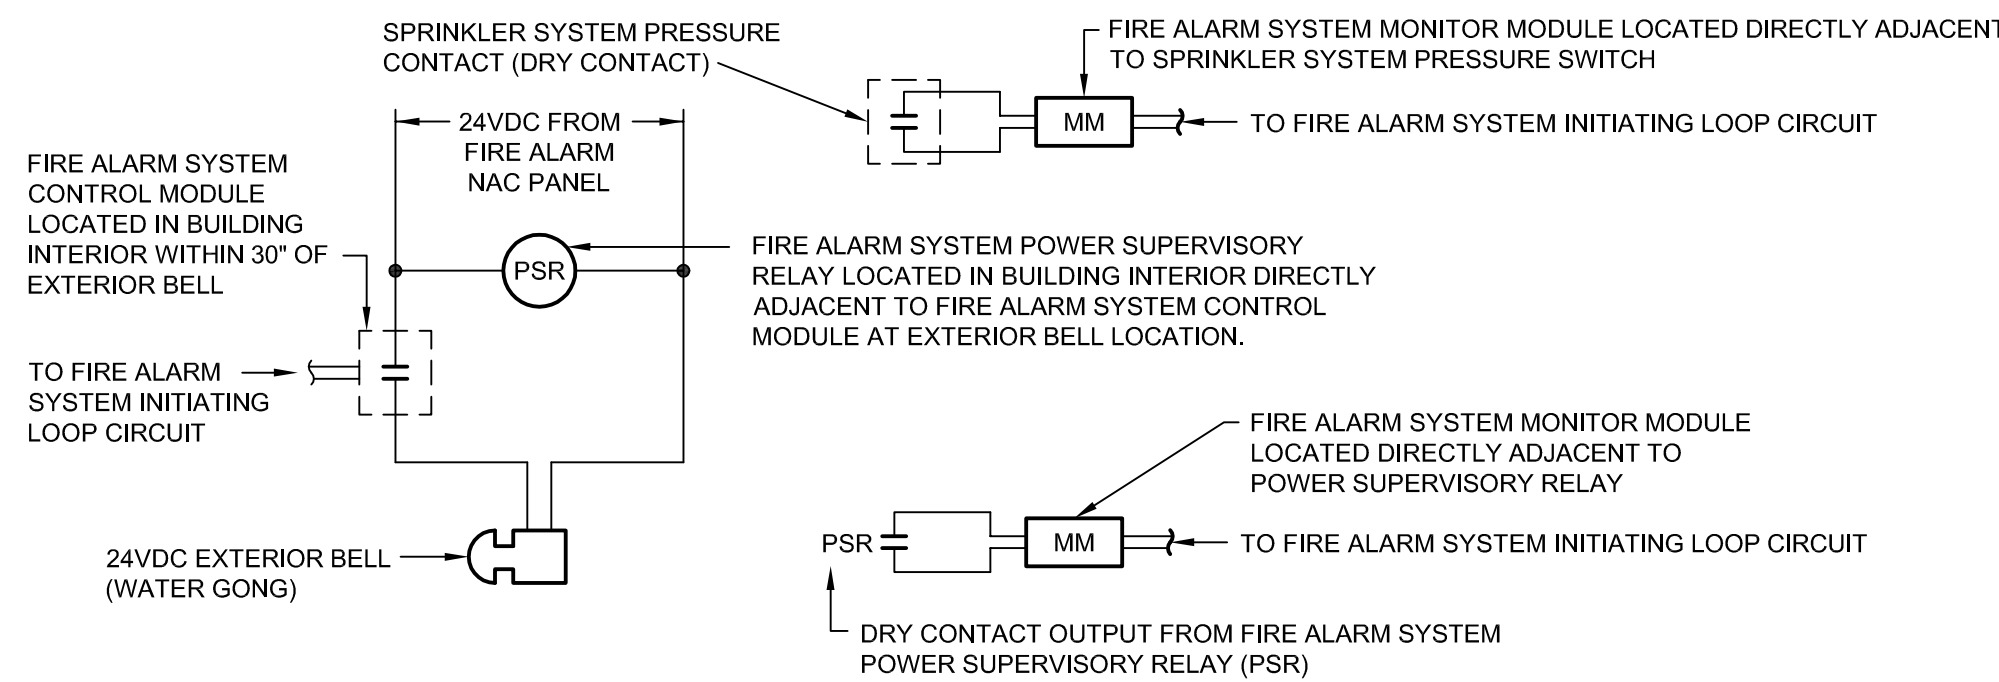 SPRINKLER SYSTEM PRESSURE
CONTACT (DRY CONTACT)
FIRE ALARM SYSTEM MONITOR MODULE LOCATED DIRECTLY ADJACENT
TO SPRINKLER SYSTEM PRESSURE SWITCH
24VDC FROM
FIRE ALARM
NAC PANEL
MM
TO FIRE ALARM SYSTEM INITIATING LOOP CIRCUIT
FIRE ALARM SYSTEM
CONTROL MODULE
LOCATED IN BUILDING
INTERIOR WITHIN 30" OF
EXTERIOR BELL
PSR
FIRE ALARM SYSTEM POWER SUPERVISORY
RELAY LOCATED IN BUILDING INTERIOR DIRECTLY
ADJACENT TO FIRE ALARM SYSTEM CONTROL
MODULE AT EXTERIOR BELL LOCATION.
TO FIRE ALARM
SYSTEM INITIATING
LOOP CIRCUIT
FIRE ALARM SYSTEM MONITOR MODULE
LOCATED DIRECTLY ADJACENT TO
POWER SUPERVISORY RELAY
24VDC EXTERIOR BELL
(WATER GONG)
PSR
MM
TO FIRE ALARM SYSTEM INITIATING LOOP CIRCUIT
DRY CONTACT OUTPUT FROM FIRE ALARM SYSTEM
POWER SUPERVISORY RELAY (PSR)